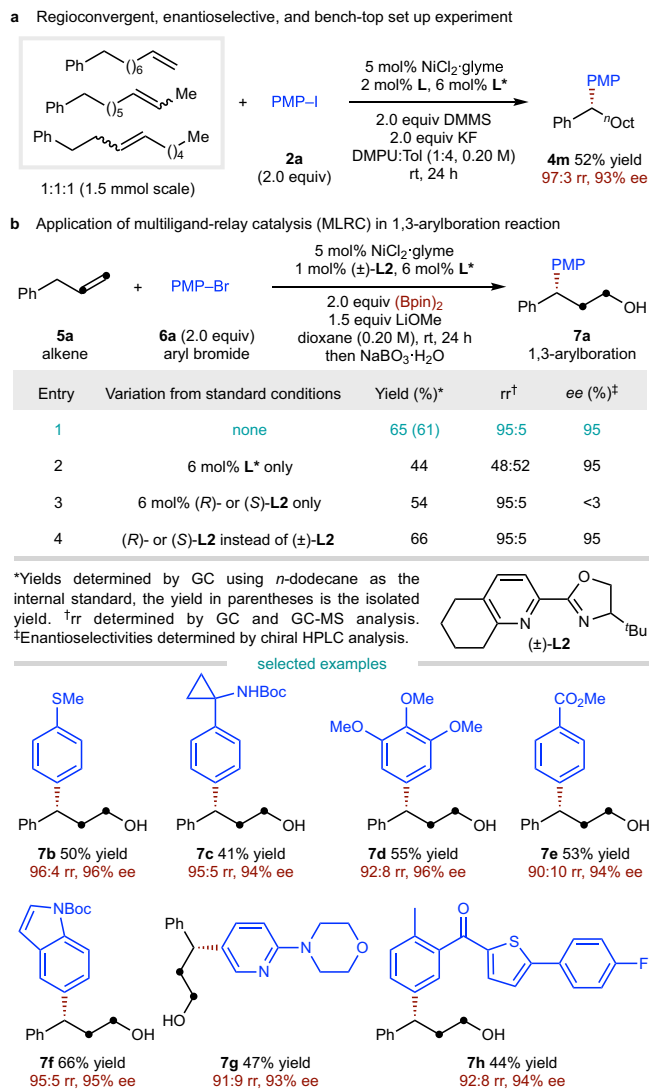 a Regioconvergent, enantioselective, and bench-top set up experiment
Ph ( )6
Ph ( )5 Me
Ph ( )4 Me
1:1:1 (1.5 mmol scale)
+
PMP–I
2a
(2.0 equiv)
5 mol% NiCl2·glyme
2 mol% L, 6 mol% L*
2.0 equiv DMMS
2.0 equiv KF
DMPU:Tol (1:4, 0.20 M)
rt, 24 h
PMP
Ph nOct
4m 52% yield
97:3 rr, 93% ee
b Application of multiligand-relay catalysis (MLRC) in 1,3-arylboration reaction
Ph
5a
alkene
+
PMP–Br
6a (2.0 equiv)
aryl bromide
5 mol% NiCl2·glyme
1 mol% (±)-L2, 6 mol% L*
2.0 equiv (Bpin)2
1.5 equiv LiOMe
dioxane (0.20 M), rt, 24 h
then NaBO3·H2O
PMP
Ph OH
7a
1,3-arylboration
Entry Variation from standard conditions Yield (%)* rr† ee (%)‡
1 none 65 (61) 95:5 95
2 6 mol% L* only 44 48:52 95
3 6 mol% (R)- or (S)-L2 only 54 95:5 <3
4 (R)- or (S)-L2 instead of (±)-L2 66 95:5 95
*Yields determined by GC using n-dodecane as the
internal standard, the yield in parentheses is the isolated
yield. †rr determined by GC and GC-MS analysis.
‡Enantioselectivities determined by chiral HPLC analysis.
O
N N
tBu
(±)-L2
selected examples
SMe
Ph OH
7b 50% yield
96:4 rr, 96% ee
NHBoc
Ph OH
7c 41% yield
95:5 rr, 94% ee
OMe
MeO OMe
Ph OH
7d 55% yield
92:8 rr, 96% ee
CO2Me
Ph OH
7e 53% yield
90:10 rr, 94% ee
NBoc
Ph OH
7f 66% yield
95:5 rr, 95% ee
Ph
N O
N
HO
7g 47% yield
91:9 rr, 93% ee
O
S
F
Ph OH
7h 44% yield
92:8 rr, 94% ee